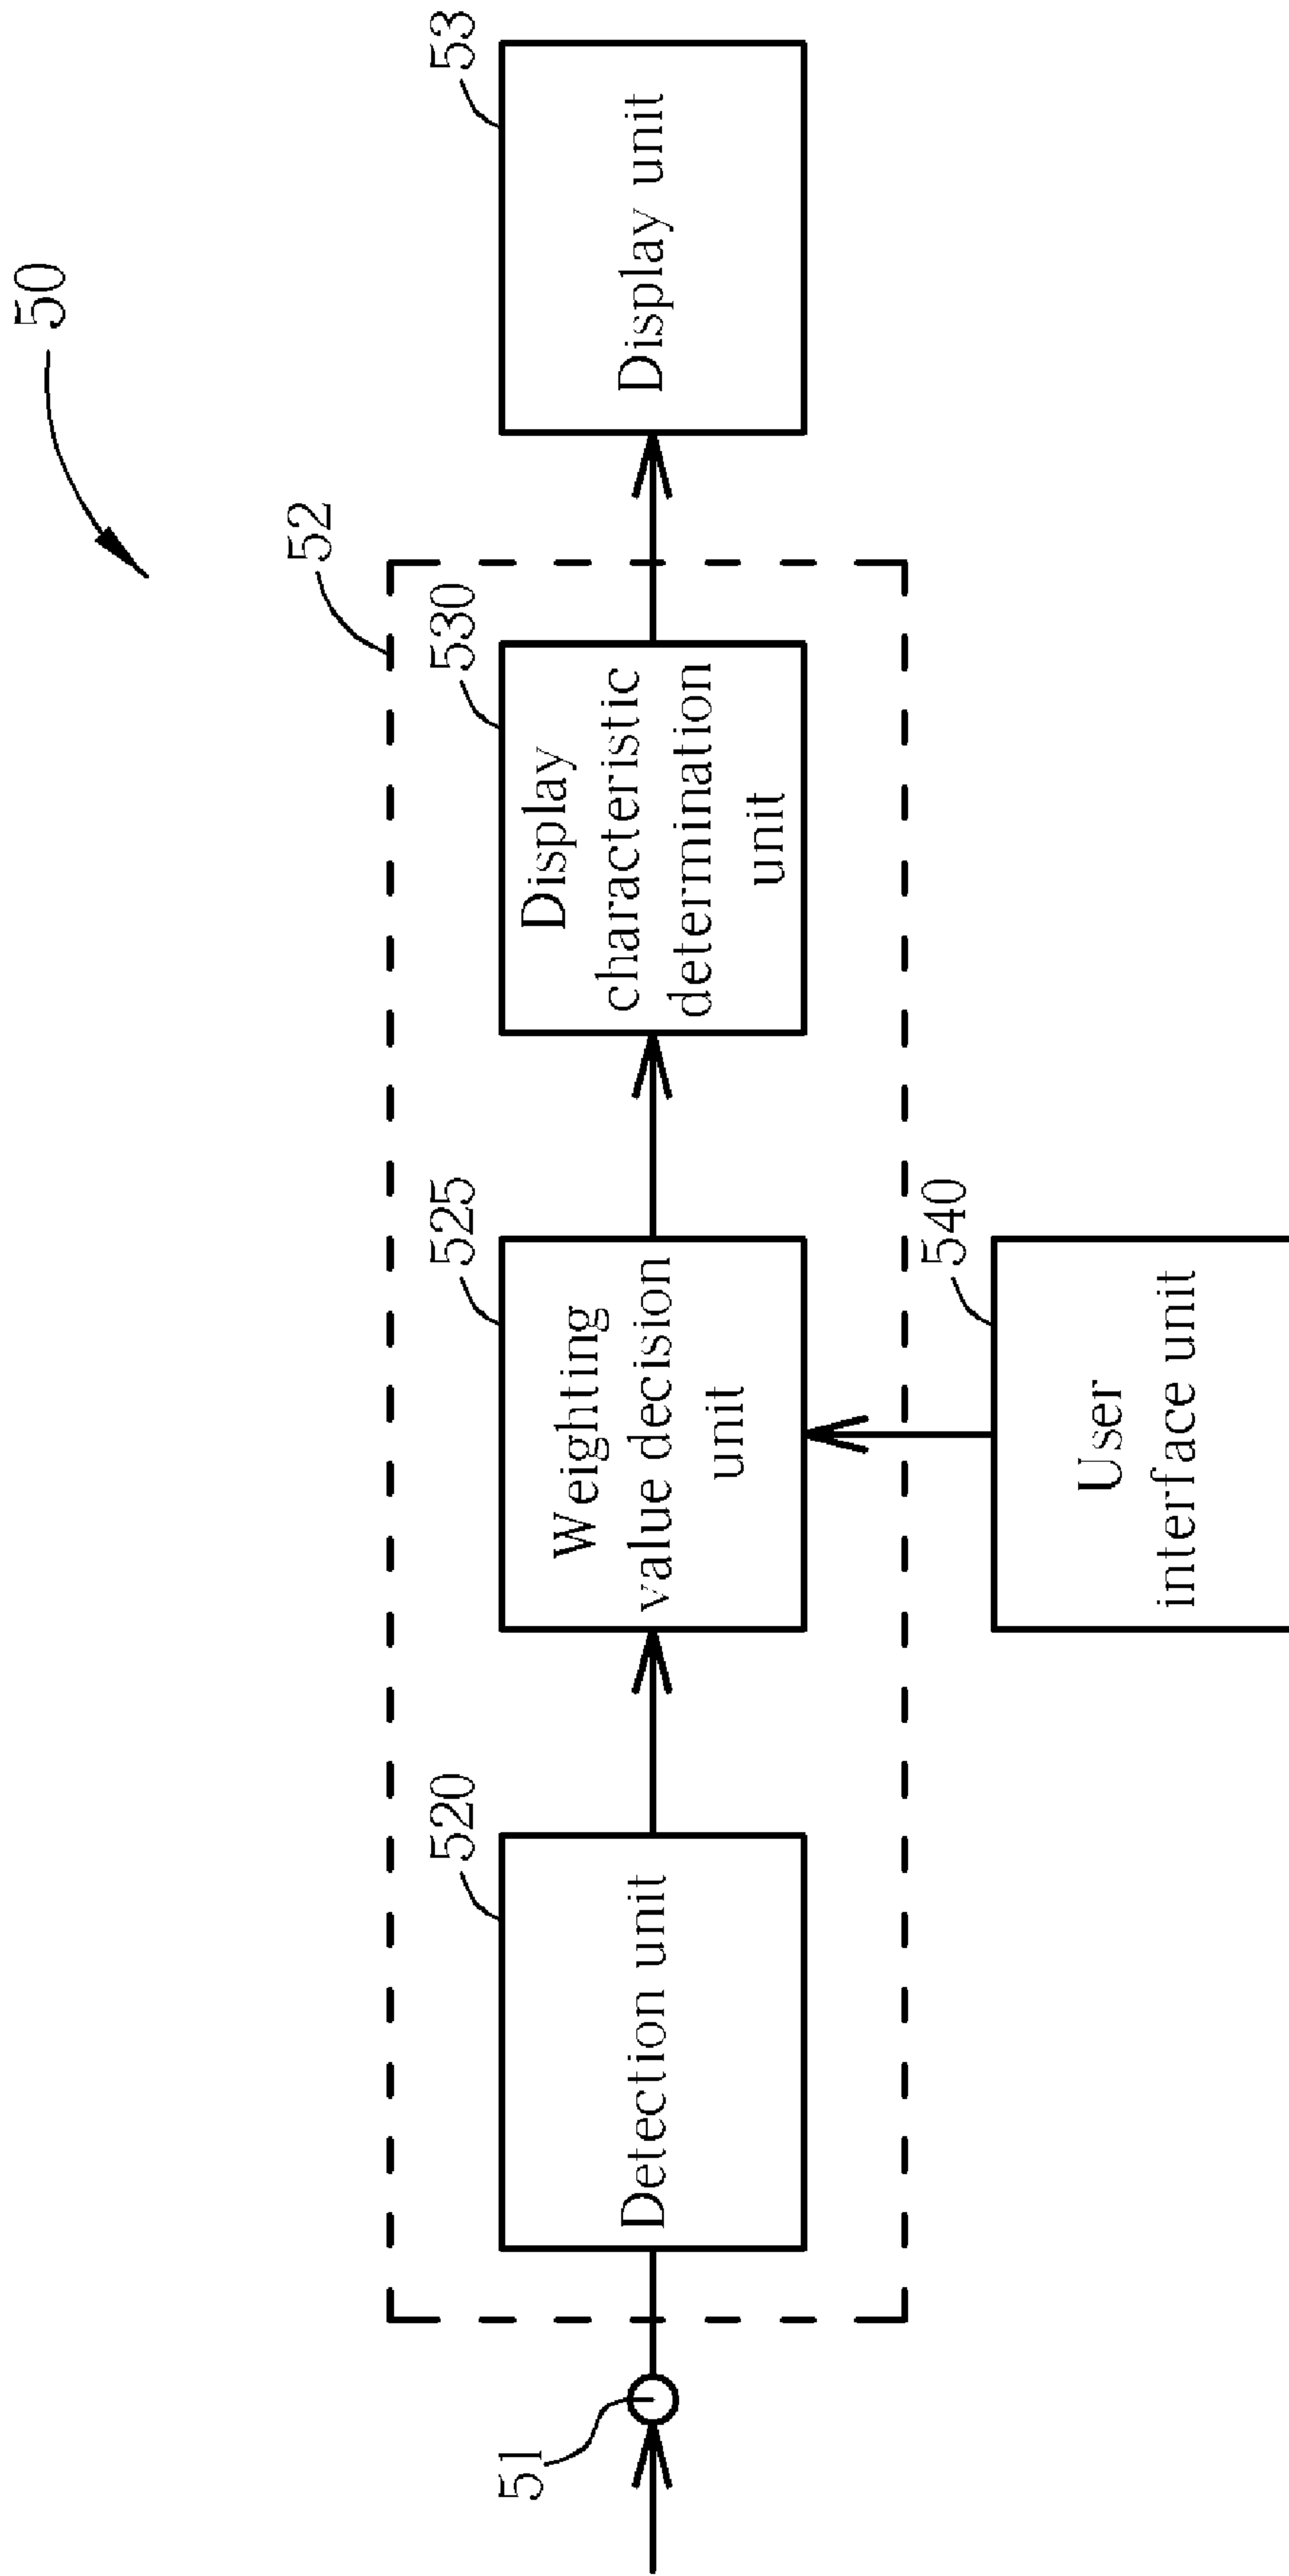 50
52
51
520
Detection unit
525
Weighting
value decision
unit
530
Display
characteristic
determination
unit
53
Display unit
540
User
interface unit